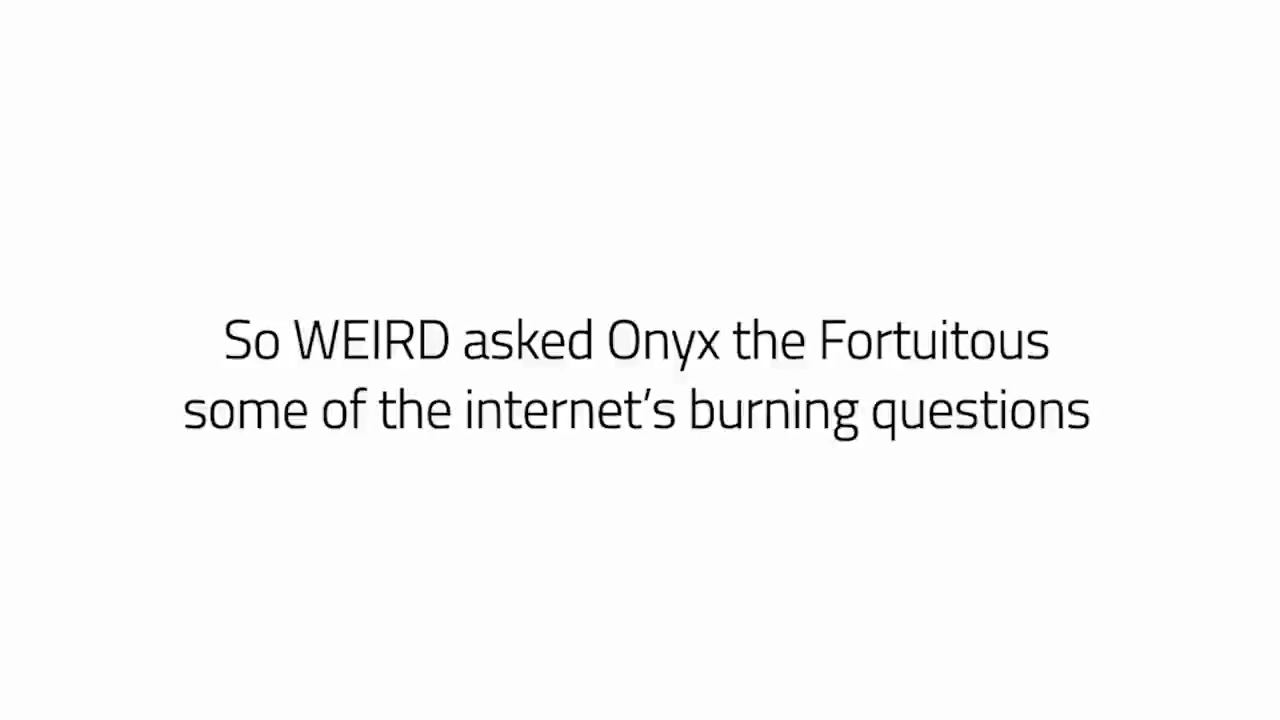 So WEIRD asked Onyx the Fortuitous
some of the internet’s burning questions